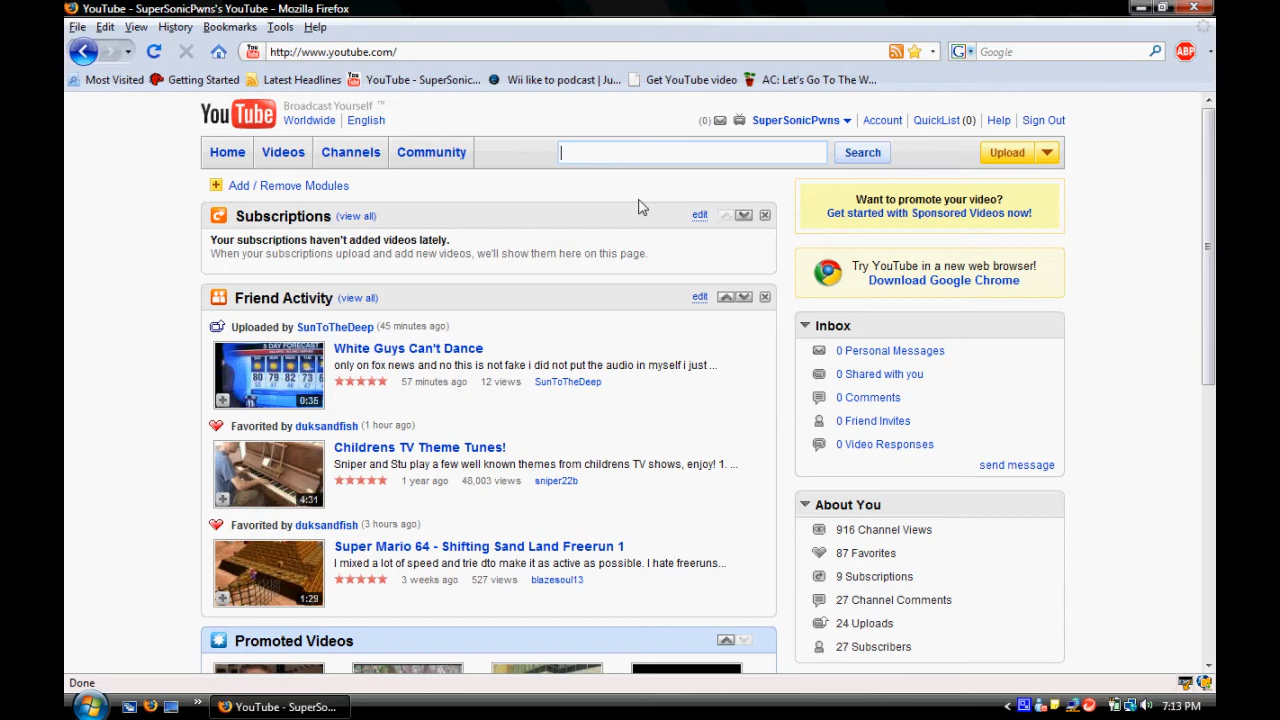 YouTube - SuperSonicPwns's YouTube - Mozilla Firefox
File Edit View History Bookmarks Tools Help
You Tube http://www.youtube.com/ G Google ABP
Most Visited Getting Started Latest Headlines YouTube - SuperSonic... Wii like to podcast | Ju... Get YouTube video AC: Let's Go To The W...
YouTube Broadcast Yourself ™
Worldwide English
(0) SuperSonicPwns Account QuickList (0) Help Sign Out
Home Videos Channels Community Search Upload
Add / Remove Modules
Subscriptions (view all) edit
Your subscriptions haven't added videos lately.
When your subscriptions upload and add new videos, we'll show them here on this page.
Friend Activity (view all) edit
Uploaded by SunToTheDeep (45 minutes ago)
White Guys Can't Dance
only on fox news and no this is not fake i did not put the audio in myself i just ...
57 minutes ago 12 views SunToTheDeep
5 DAY FORECAST
80 79 82 73
0:35
Favorited by duksandfish (1 hour ago)
Childrens TV Theme Tunes!
Sniper and Stu play a few well known themes from childrens TV shows, enjoy! 1. ...
1 year ago 48,003 views sniper22b
4:31
Favorited by duksandfish (3 hours ago)
Super Mario 64 - Shifting Sand Land Freerun 1
I mixed a lot of speed and trie dto make it as active as possible. I hate freeruns...
3 weeks ago 527 views blazesoul13
1:29
Promoted Videos
Want to promote your video?
Get started with Sponsored Videos now!
Try YouTube in a new web browser!
Download Google Chrome
Inbox
0 Personal Messages
0 Shared with you
0 Comments
0 Friend Invites
0 Video Responses
send message
About You
916 Channel Views
87 Favorites
9 Subscriptions
27 Channel Comments
24 Uploads
27 Subscribers
Done
YouTube - SuperSo...
7:13 PM